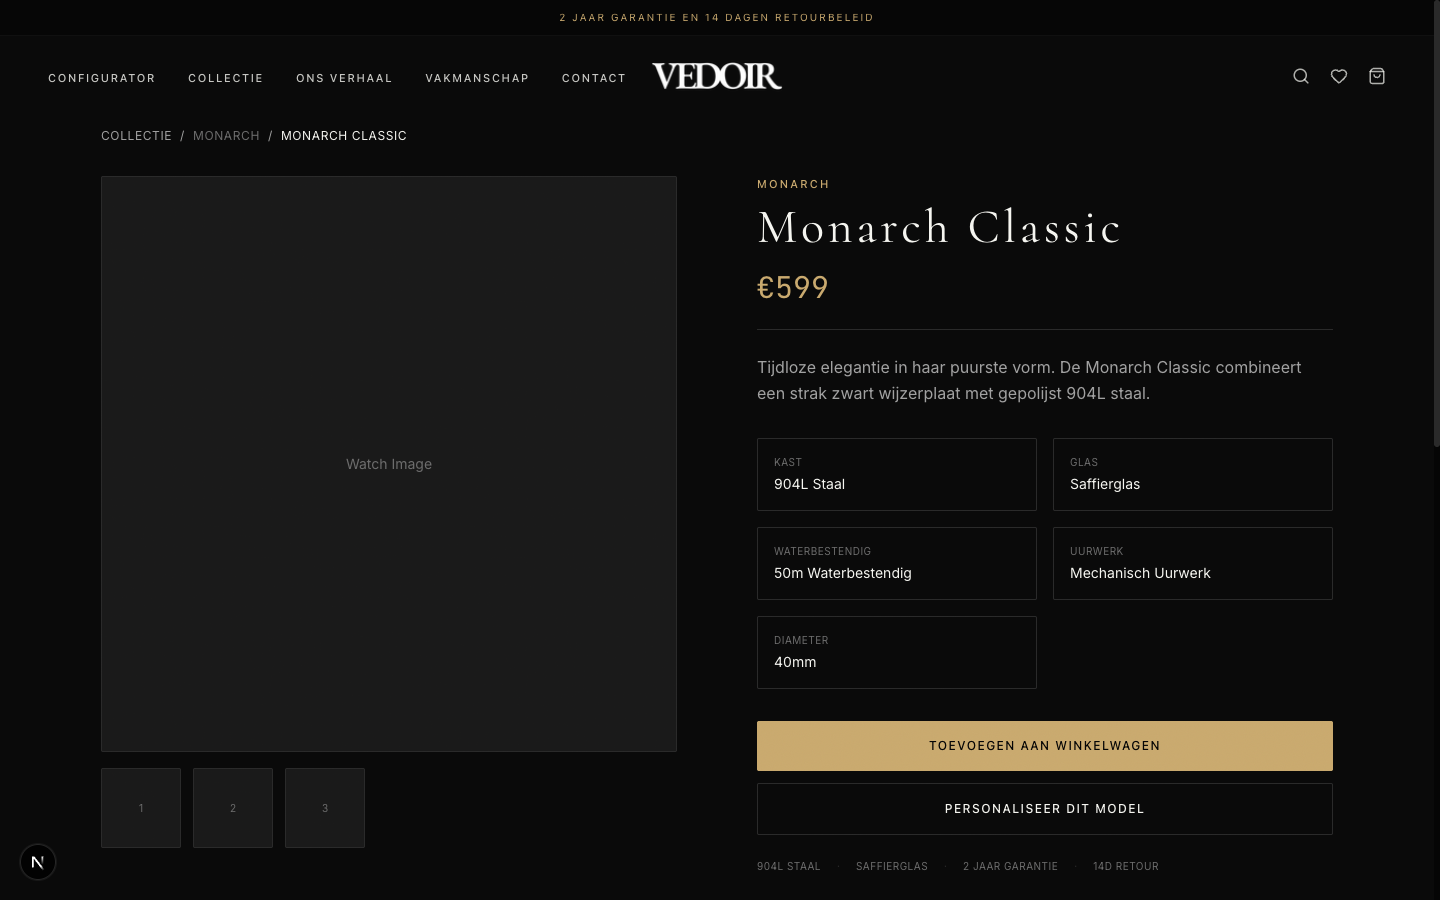 2 JAAR GARANTIE EN 14 DAGEN RETOURBELEID
CONFIGURATOR COLLECTIE ONS VERHAAL VAKMANSCHAP CONTACT VEDOIR
COLLECTIE / MONARCH / MONARCH CLASSIC
Watch Image
1 2 3
MONARCH
Monarch Classic
€599
Tijdloze elegantie in haar puurste vorm. De Monarch Classic combineert
een strak zwart wijzerplaat met gepolijst 904L staal.
KAST
904L Staal
GLAS
Saffierglas
WATERBESTENDIG
50m Waterbestendig
UURWERK
Mechanisch Uurwerk
DIAMETER
40mm
TOEVOEGEN AAN WINKELWAGEN
PERSONALISEER DIT MODEL
904L STAAL · SAFFIERGLAS · 2 JAAR GARANTIE · 14D RETOUR
N